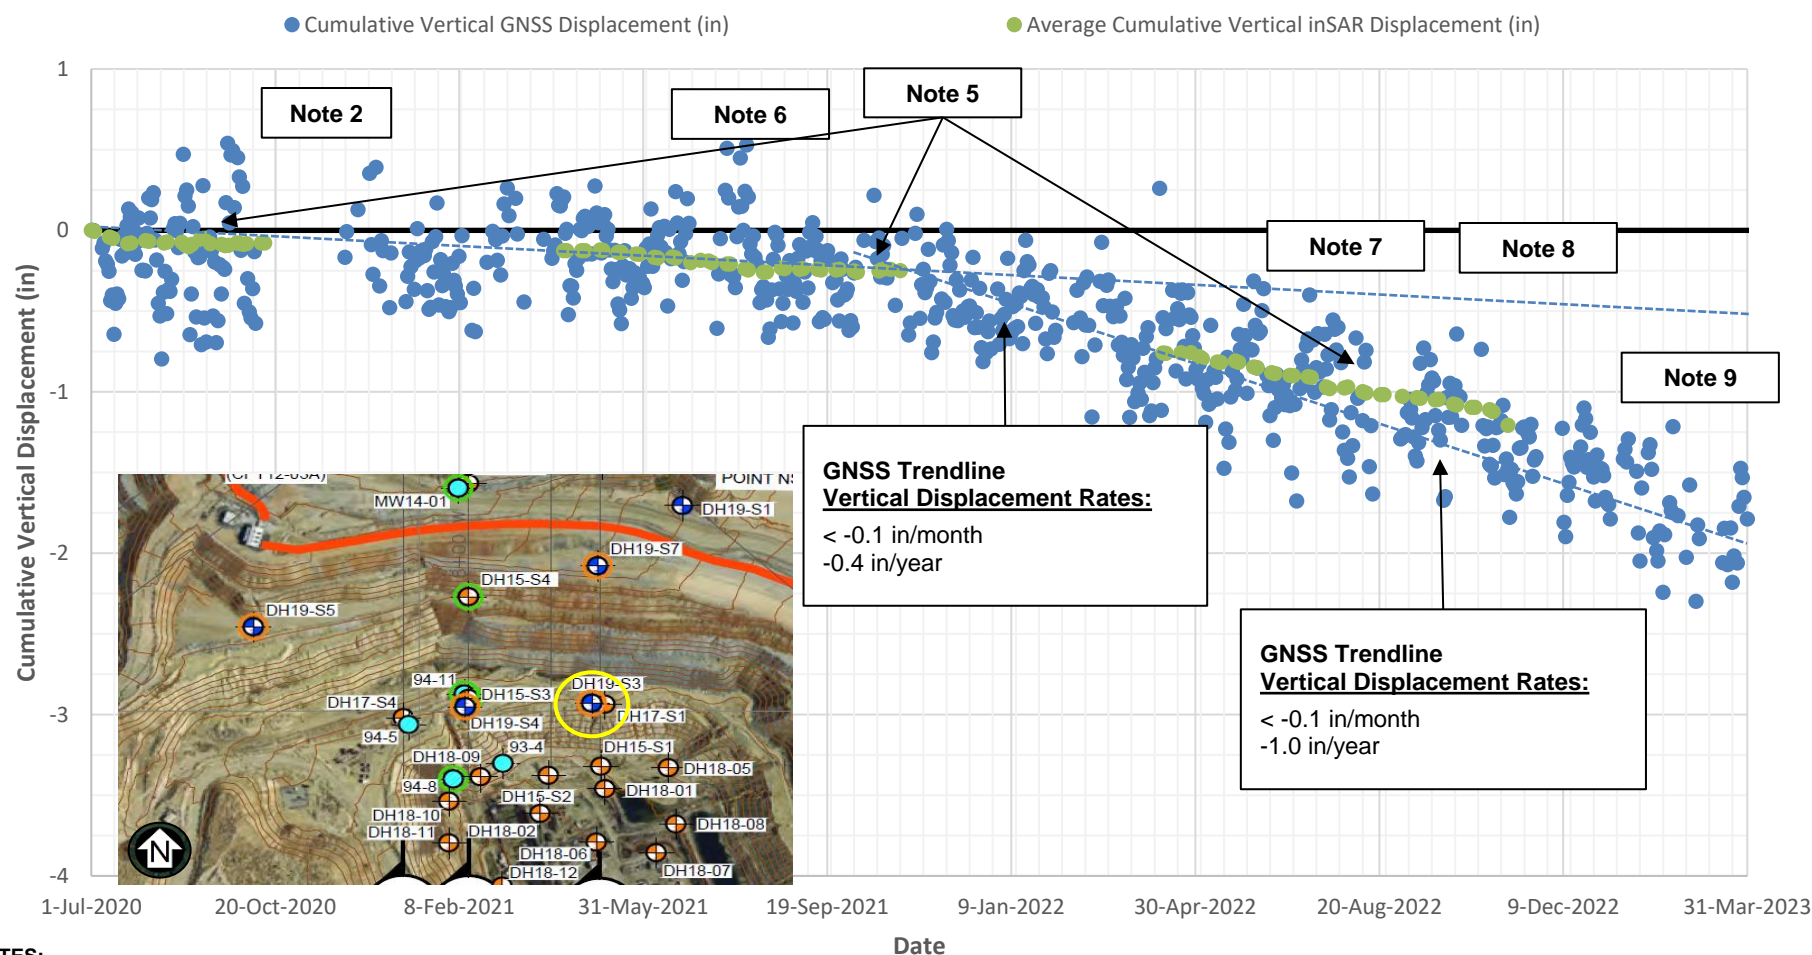 Cumulative Vertical GNSS Displacement (in)
Average Cumulative Vertical inSAR Displacement (in)
1
0
-1
-2
-3
-4
Cumulative Vertical Displacement (in)
Note 2
Note 6
Note 5
Note 7
Note 8
Note 9
GNSS Trendline
Vertical Displacement Rates:
< -0.1 in/month
-0.4 in/year
GNSS Trendline
Vertical Displacement Rates:
< -0.1 in/month
-1.0 in/year
MW14-01
DH19-S1
DH19-S7
DH15-S4
DH19-S5
94-11
DH15-S3
DH19-S3
DH17-S4
DH19-S4
DH17-S1
94-5
93-4
DH15-S1
DH18-09
DH18-05
94-8
DH15-S2
DH18-01
DH18-10
DH18-11
DH18-02
DH18-08
DH18-06
DH18-07
DH18-12
N
1-Jul-2020
20-Oct-2020
8-Feb-2021
31-May-2021
19-Sep-2021
9-Jan-2022
30-Apr-2022
20-Aug-2022
9-Dec-2022
31-Mar-2023
Date